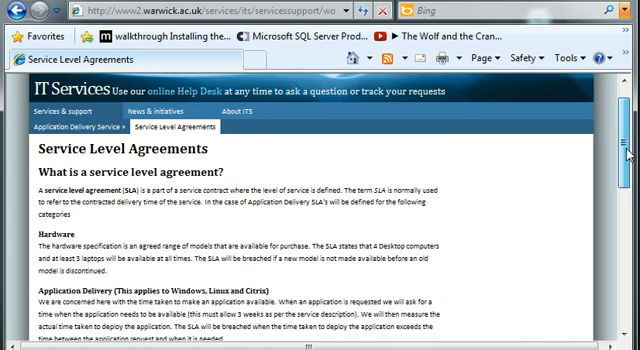 http://www2.warwick.ac.uk/services/its/servicessupport/wo
Bing
Favorites
walkthrough Installing the...
Microsoft SQL Server Prod...
The Wolf and the Cran...
Service Level Agreements
Page
Safety
Tools
IT Services Use our online Help Desk at any time to ask a question or track your requests
Services & support
News & initiatives
About ITS
Application Delivery Service »
Service Level Agreements
Service Level Agreements
What is a service level agreement?
A service level agreement (SLA) is a part of a service contract where the level of service is defined. The term SLA is normally used
to refer to the contracted delivery time of the service. In the case of Application Delivery SLA's will be defined for the following
categories
Hardware
The hardware specification is an agreed range of models that are available for purchase. The SLA states that 4 Desktop computers
and at least 3 laptops will be available at all times. The SLA will be breached if a new model is not made available before an old
model is discontinued.
Application Delivery (This applies to Windows, Linux and Citrix)
We are concerned here with the time taken to make an application available. When an application is requested we will ask for a
time when the application needs to be available (this must allow 3 weeks as per the service description). We will then measure the
actual time taken to deploy the application. The SLA will be breached when the time taken to deploy the application exceeds the
time between the application request and when it is needed.